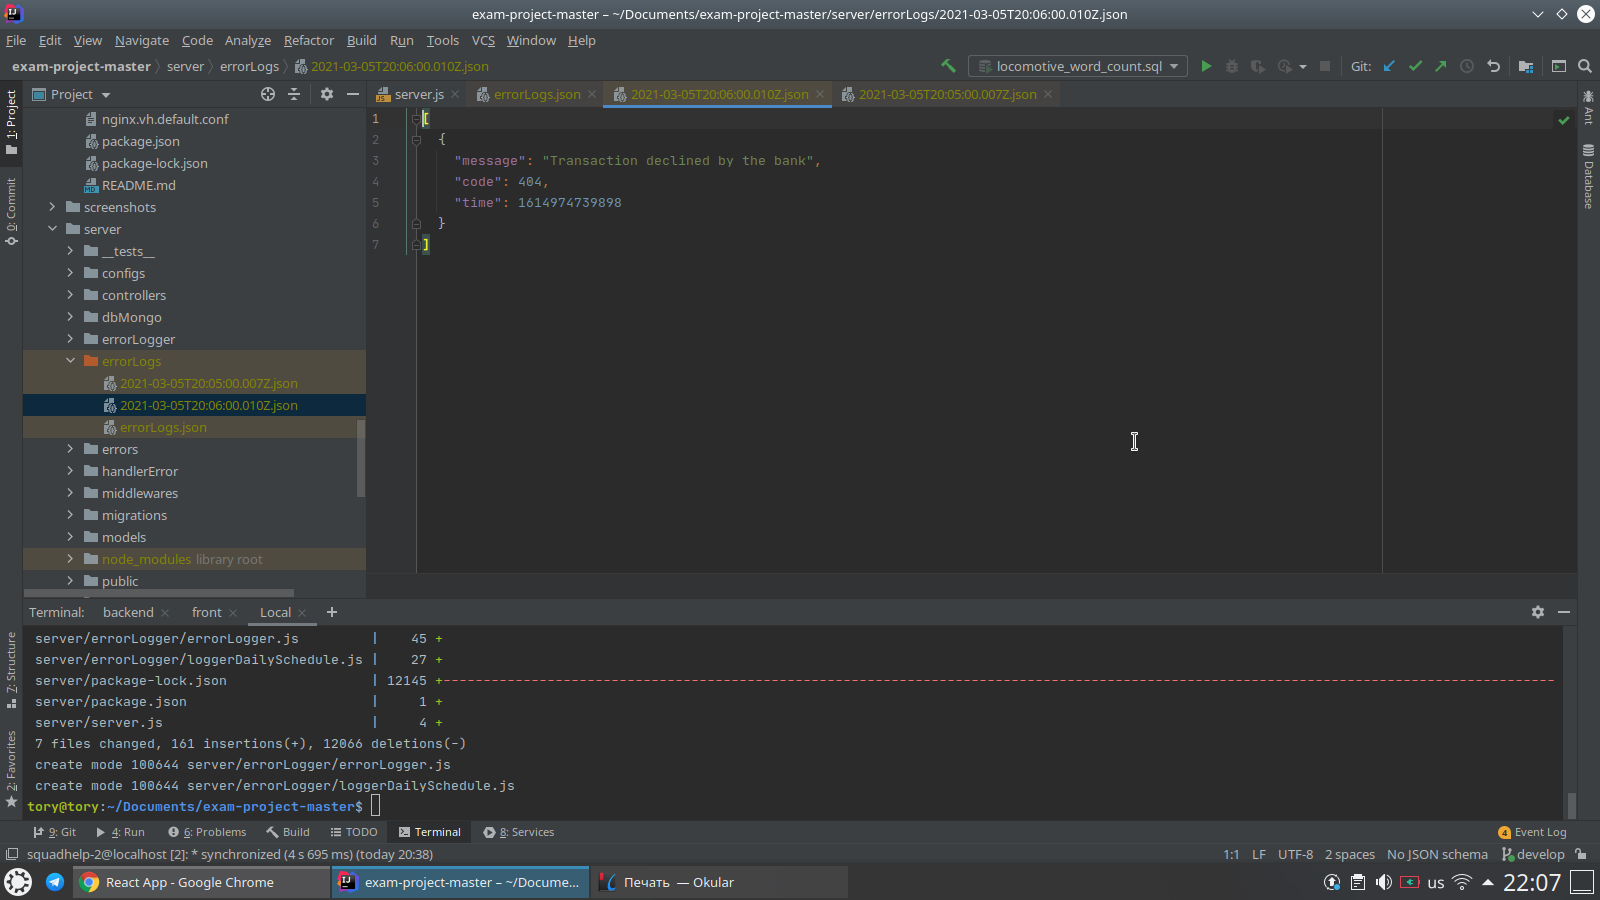 exam-project-master – ~/Documents/exam-project-master/server/errorLogs/2021-03-05T20:06:00.010Z.json
File Edit View Navigate Code Analyze Refactor Build Run Tools VCS Window Help
exam-project-master server errorLogs 2021-03-05T20:06:00.010Z.json locomotive_word_count.sql Git:
1: Project
0: Commit
7: Structure
2: Favorites
Project
nginx.vh.default.conf
package.json
package-lock.json
README.md
screenshots
server
__tests__
configs
controllers
dbMongo
errorLogger
errorLogs
2021-03-05T20:05:00.007Z.json
2021-03-05T20:06:00.010Z.json
errorLogs.json
errors
handlerError
middlewares
migrations
models
node_modules library root
public
server.js errorLogs.json 2021-03-05T20:06:00.010Z.json 2021-03-05T20:05:00.007Z.json
1 [
2 {
3 "message": "Transaction declined by the bank",
4 "code": 404,
5 "time": 1614974739898
6 }
7 ]
Ant
Database
Terminal: backend front Local
server/errorLogger/errorLogger.js | 45 +
server/errorLogger/loggerDailySchedule.js | 27 +
server/package-lock.json | 12145 +-------------------------------------------------------------------------------------------------------------------------------------------
server/package.json | 1 +
server/server.js | 4 +
7 files changed, 161 insertions(+), 12066 deletions(-)
create mode 100644 server/errorLogger/errorLogger.js
create mode 100644 server/errorLogger/loggerDailySchedule.js
tory@tory:~/Documents/exam-project-master$
9: Git 4: Run 6: Problems Build TODO Terminal 8: Services 4 Event Log
squadhelp-2@localhost [2]: * synchronized (4 s 695 ms) (today 20:38) 1:1 LF UTF-8 2 spaces No JSON schema develop
React App - Google Chrome exam-project-master – ~/Docume... Печать — Okular us 22:07